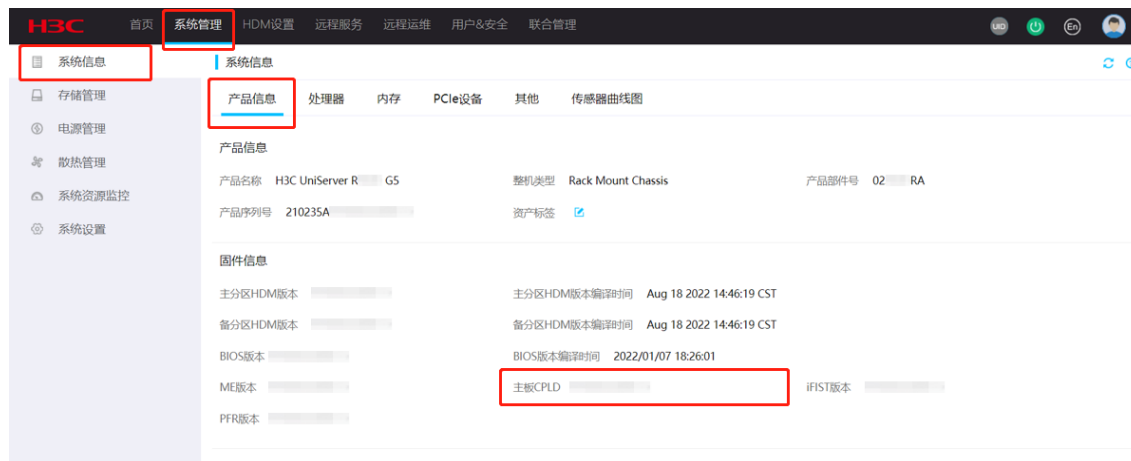 H3C 首页 系统管理 HDM设置 远程服务 远程运维 用户&安全 联合管理 UID En
系统信息
存储管理
电源管理
散热管理
系统资源监控
系统设置
系统信息
产品信息 处理器 内存 PCIe设备 其他 传感器曲线图
产品信息
产品名称 H3C UniServer R G5 整机类型 Rack Mount Chassis 产品部件号 02 RA
产品序列号 210235A 资产标签
固件信息
主分区HDM版本 主分区HDM版本编译时间 Aug 18 2022 14:46:19 CST
备分区HDM版本 备分区HDM版本编译时间 Aug 18 2022 14:46:19 CST
BIOS版本 BIOS版本编译时间 2022/01/07 18:26:01
ME版本 主板CPLD iFIST版本
PFR版本